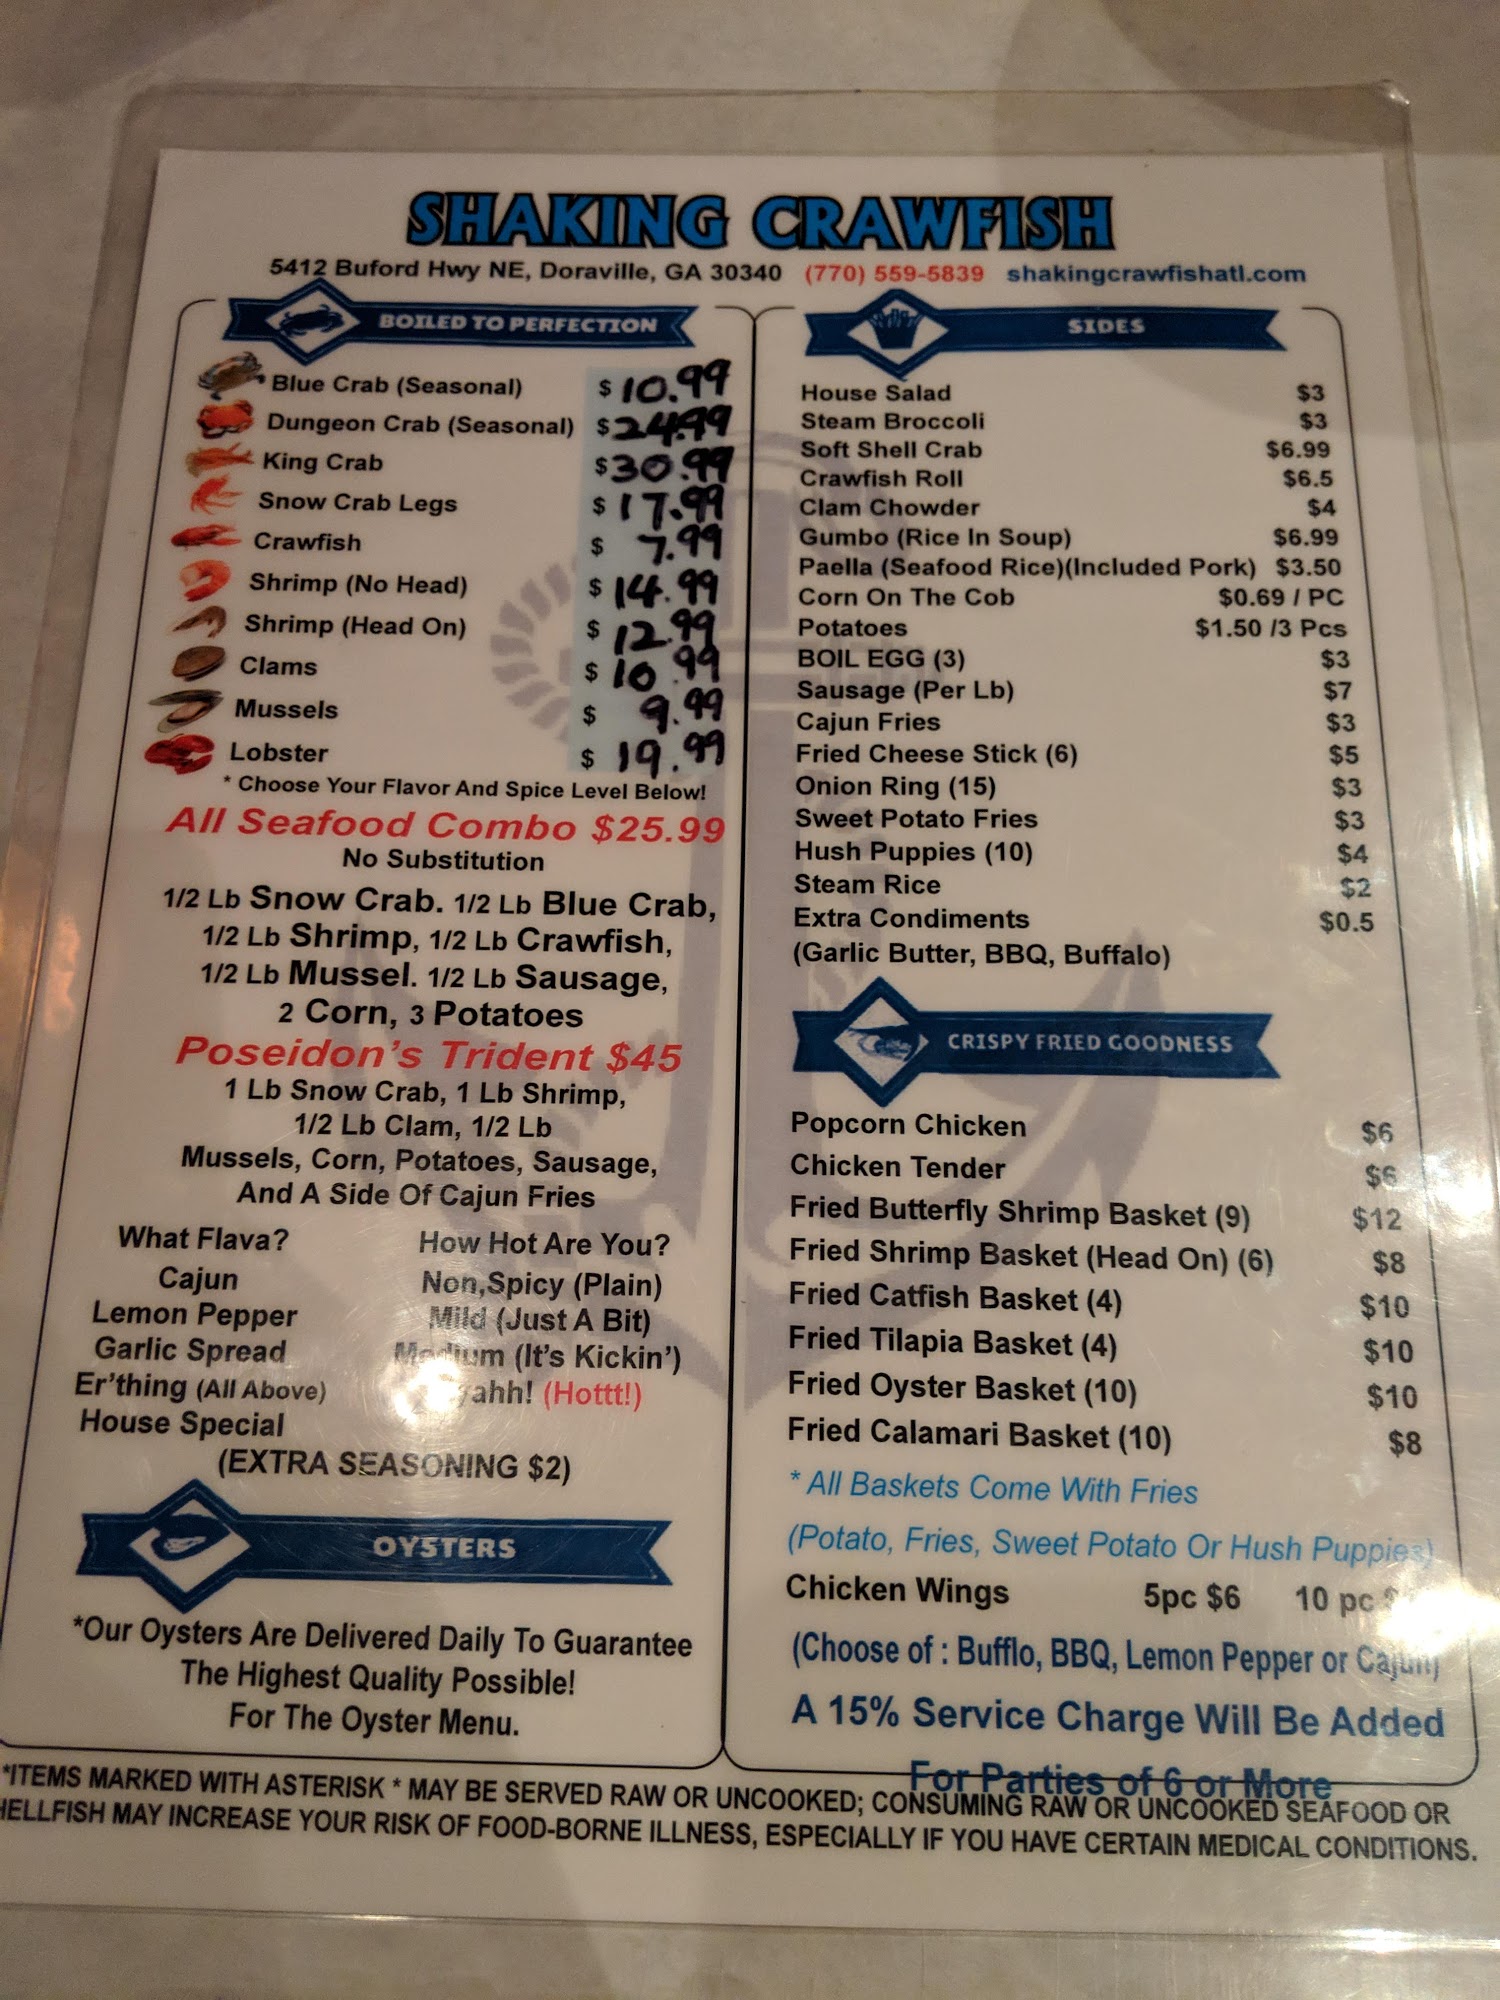 SHAKING CRAWFISH
5412 Buford Hwy NE, Doraville, GA 30340 (770) 559-5839 shakingcrawfishatl.com
BOILED TO PERFECTION
Blue Crab (Seasonal) $ 10.99
Dungeon Crab (Seasonal) $ 24.99
King Crab $ 30.99
Snow Crab Legs $ 17.99
Crawfish $ 7.99
Shrimp (No Head) $ 14.99
Shrimp (Head On) $ 12.99
Clams $ 10.99
Mussels $ 9.99
Lobster $ 19.99
* Choose Your Flavor And Spice Level Below!
All Seafood Combo $25.99
No Substitution
1/2 Lb Snow Crab. 1/2 Lb Blue Crab,
1/2 Lb Shrimp, 1/2 Lb Crawfish,
1/2 Lb Mussel. 1/2 Lb Sausage,
2 Corn, 3 Potatoes
Poseidon's Trident $45
1 Lb Snow Crab, 1 Lb Shrimp,
1/2 Lb Clam, 1/2 Lb
Mussels, Corn, Potatoes, Sausage,
And A Side Of Cajun Fries
What Flava? How Hot Are You?
Cajun Non,Spicy (Plain)
Lemon Pepper Mild (Just A Bit)
Garlic Spread Medium (It's Kickin')
Er'thing (All Above) (Hottt!)
House Special
(EXTRA SEASONING $2)
OYSTERS
*Our Oysters Are Delivered Daily To Guarantee
The Highest Quality Possible!
For The Oyster Menu.
SIDES
House Salad $3
Steam Broccoli $3
Soft Shell Crab $6.99
Crawfish Roll $6.5
Clam Chowder $4
Gumbo (Rice In Soup) $6.99
Paella (Seafood Rice)(Included Pork) $3.50
Corn On The Cob $0.69 / PC
Potatoes $1.50 /3 Pcs
BOIL EGG (3) $3
Sausage (Per Lb) $7
Cajun Fries $3
Fried Cheese Stick (6) $5
Onion Ring (15) $3
Sweet Potato Fries $3
Hush Puppies (10) $4
Steam Rice $2
Extra Condiments $0.5
(Garlic Butter, BBQ, Buffalo)
CRISPY FRIED GOODNESS
Popcorn Chicken $6
Chicken Tender $6
Fried Butterfly Shrimp Basket (9) $12
Fried Shrimp Basket (Head On) (6) $8
Fried Catfish Basket (4) $10
Fried Tilapia Basket (4) $10
Fried Oyster Basket (10) $10
Fried Calamari Basket (10) $8
* All Baskets Come With Fries
(Potato, Fries, Sweet Potato Or Hush Puppies)
Chicken Wings 5pc $6 10 pc
(Choose of : Bufflo, BBQ, Lemon Pepper or Cajun)
A 15% Service Charge Will Be Added
For Parties of 6 or More
*ITEMS MARKED WITH ASTERISK * MAY BE SERVED RAW OR UNCOOKED; CONSUMING RAW OR UNCOOKED SEAFOOD OR
HELLFISH MAY INCREASE YOUR RISK OF FOOD-BORNE ILLNESS, ESPECIALLY IF YOU HAVE CERTAIN MEDICAL CONDITIONS.